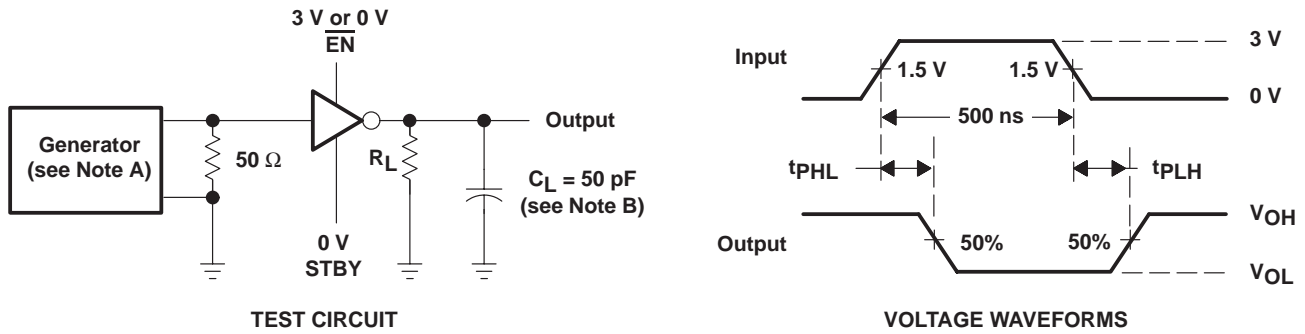 3 V or 0 V
EN
Generator
(see Note A)
50 Ω
RL
Output
CL = 50 pF
(see Note B)
0 V
STBY
TEST CIRCUIT
Input
1.5 V
1.5 V
3 V
0 V
500 ns
tPHL
tPLH
Output
50%
50%
VOH
VOL
VOLTAGE WAVEFORMS